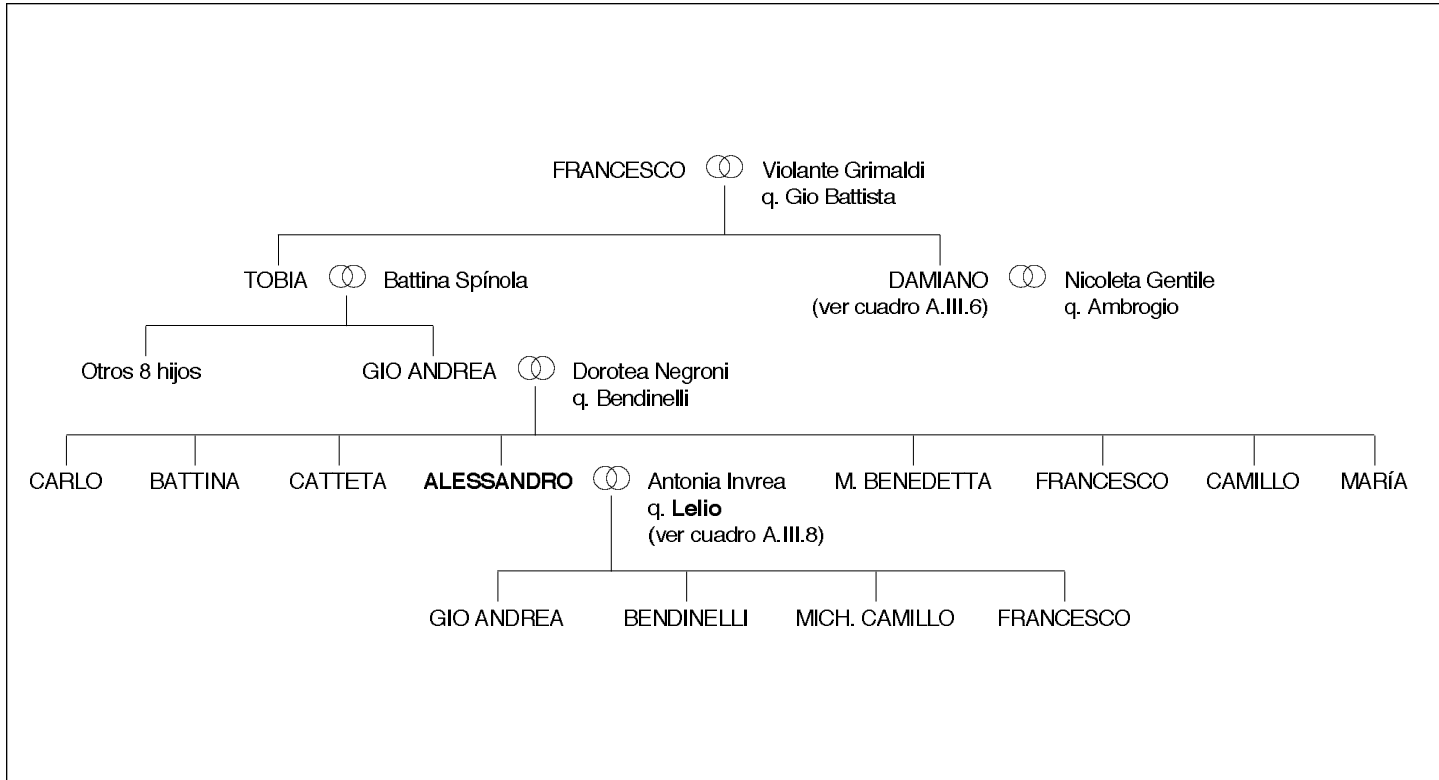 FRANCESCO Violante Grimaldi
q. Gio Battista
TOBIA Battina Spínola DAMIANO Nicoleta Gentile
(ver cuadro A.III.6) q. Ambrogio
Otros 8 hijos GIO ANDREA Dorotea Negroni
q. Bendinelli
CARLO BATTINA CATTETA ALESSANDRO Antonia Invrea M. BENEDETTA FRANCESCO CAMILLO MARÍA
q. Lelio
(ver cuadro A.III.8)
GIO ANDREA BENDINELLI MICH. CAMILLO FRANCESCO